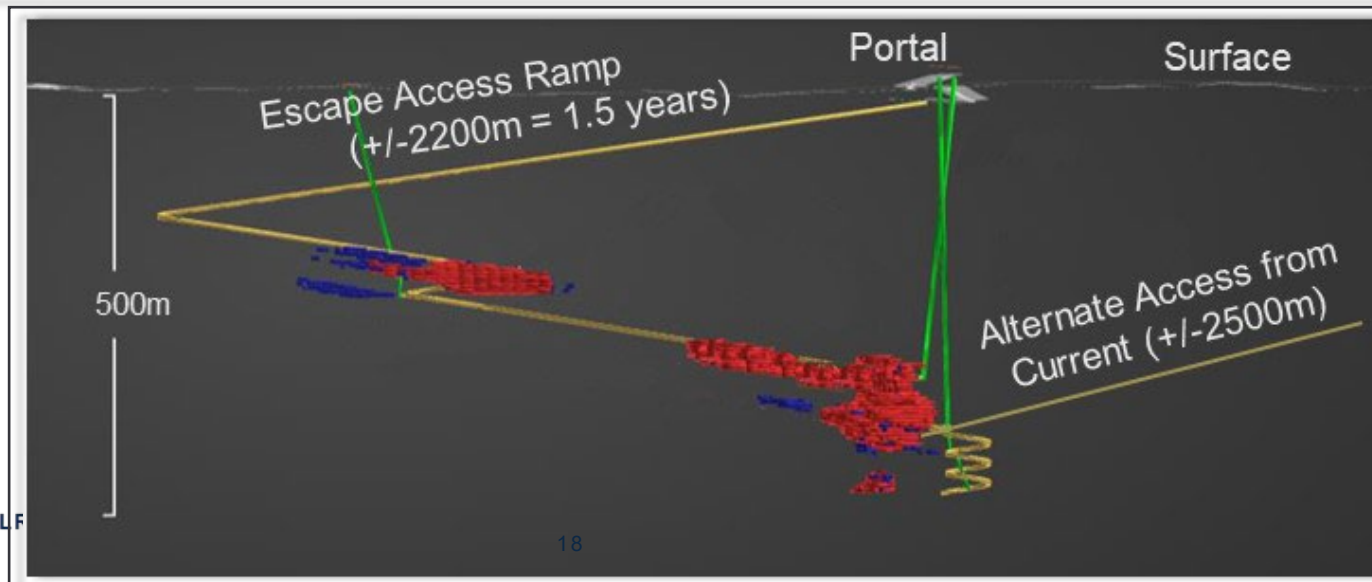 Portal
Surface
Escape Access Ramp
(+/-2200m = 1.5 years)
500m
Alternate Access from
Current (+/-2500m)
18